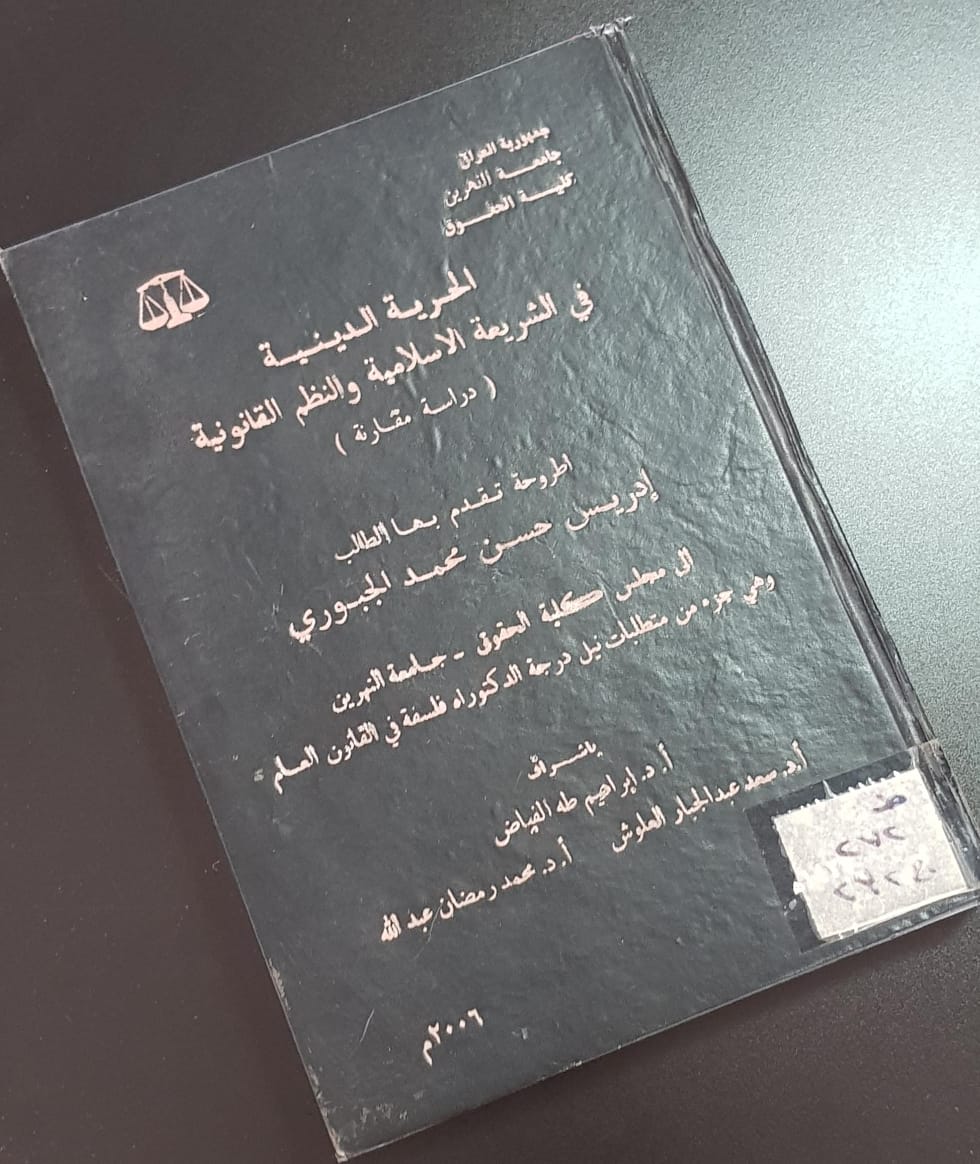 جمهورية العراق
جامعة النهرين
كلية الحقوق
الحرية الدينية
في الشريعة الاسلامية والنظم القانونية
( دراسة مقارنة )
اطروحة تقدم بها الطالب
إدريس حسن محمد الجبوري
الى مجلس كلية الحقوق - جامعة النهرين
وهي جزء من متطلبات نيل درجة الدكتوراه فلسفة في القانون العام
باشراف
أ.د. إبراهيم طه الفياض
أ.د. سعد عبدالجبار العلوش
أ.د. محمد رمضان عبد الله
٢٠٠٦م